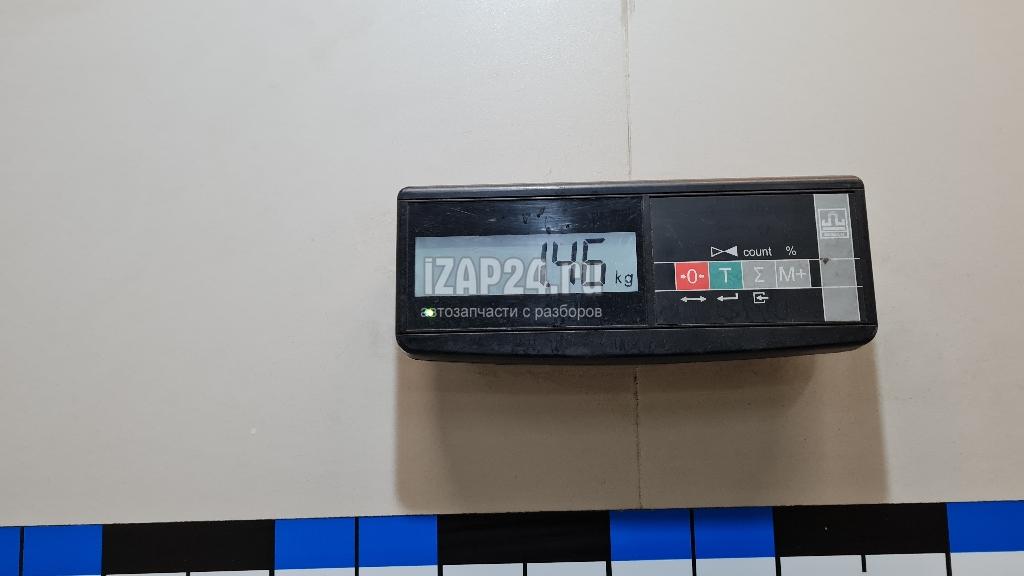 1.46 kg
iZAP24.ru
автозапчасти с разборов
count %
→0← T Σ M+